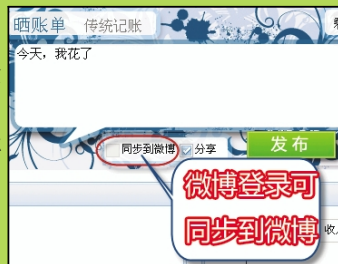 晒账单 传统记账
今天，我花了
同步到微博 分享 发布
微博登录可
同步到微博
收